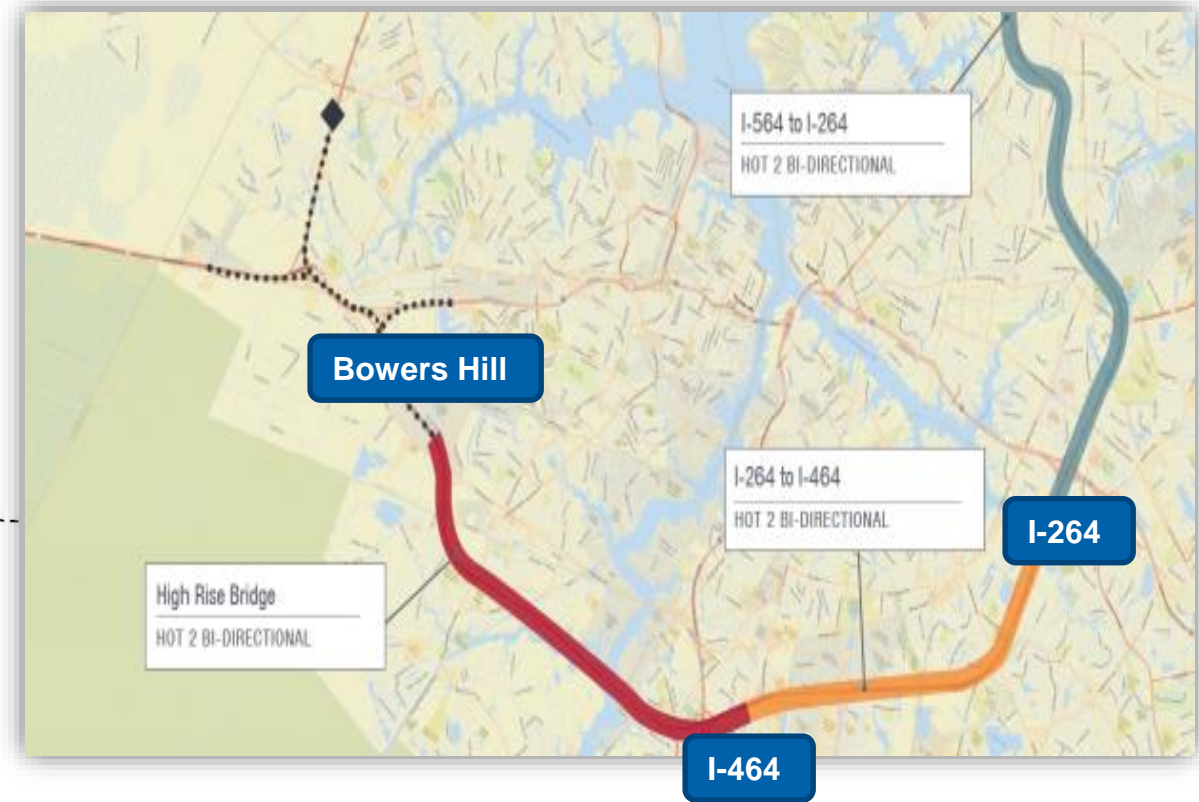 I-564 to I-264
HOT 2 BI-DIRECTIONAL
Bowers Hill
I-264 to I-464
HOT 2 BI-DIRECTIONAL
I-264
High Rise Bridge
HOT 2 BI-DIRECTIONAL
I-464